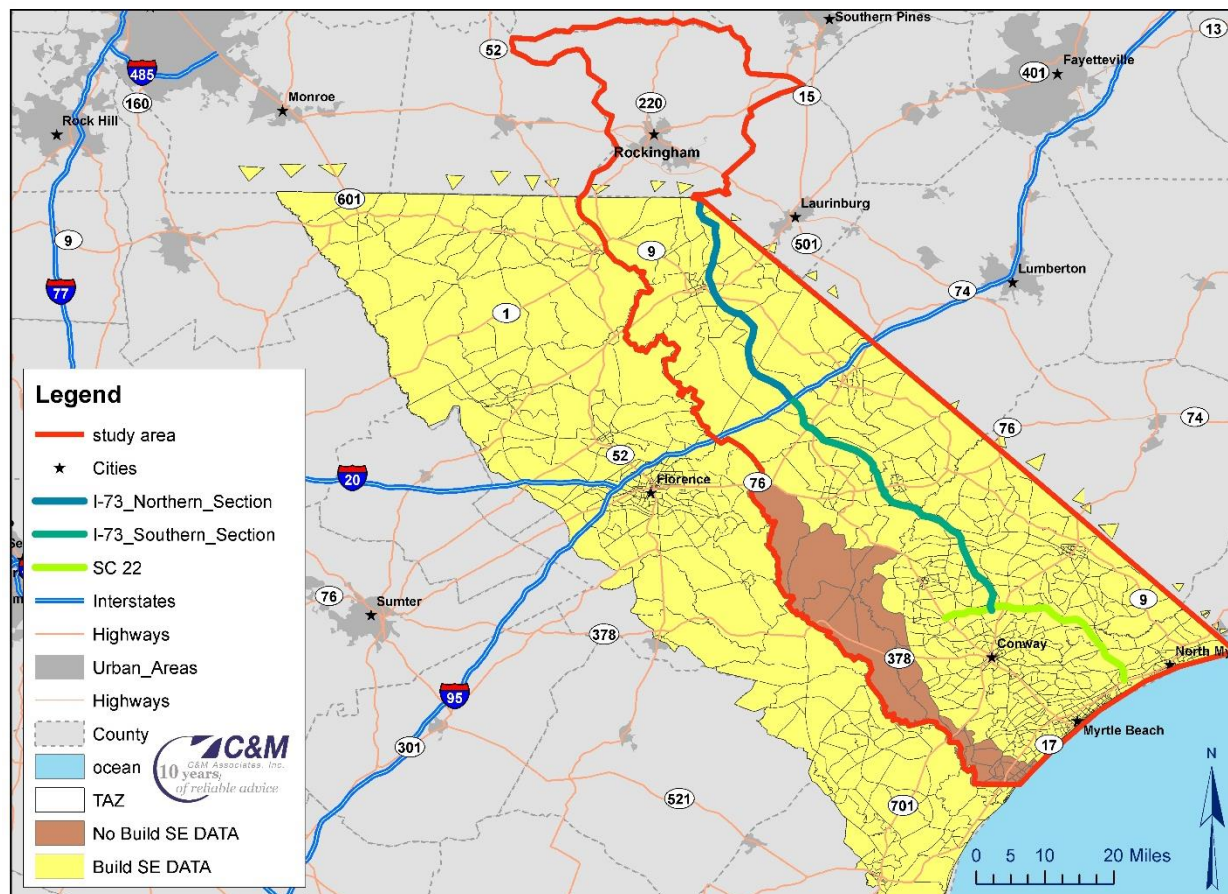 Southern Pines
13
52
Fayetteville
401
485
160
Monroe
15
220
Rock Hill
Rockingham
601
Laurinburg
501
9
9
Lumberton
77
74
1
Legend
study area
Cities
I-73_Northern_Section
I-73_Southern_Section
SC 22
Interstates
Highways
Urban_Areas
Highways
County
ocean
TAZ
No Build SE DATA
Build SE DATA
C&M
C&M Associates, Inc.
10 years
of reliable advice
76
74
52
20
Florence
76
76
Sumter
378
9
Conway
378
North My
95
Myrtle Beach
17
301
N
521
701
0 5 10 20 Miles